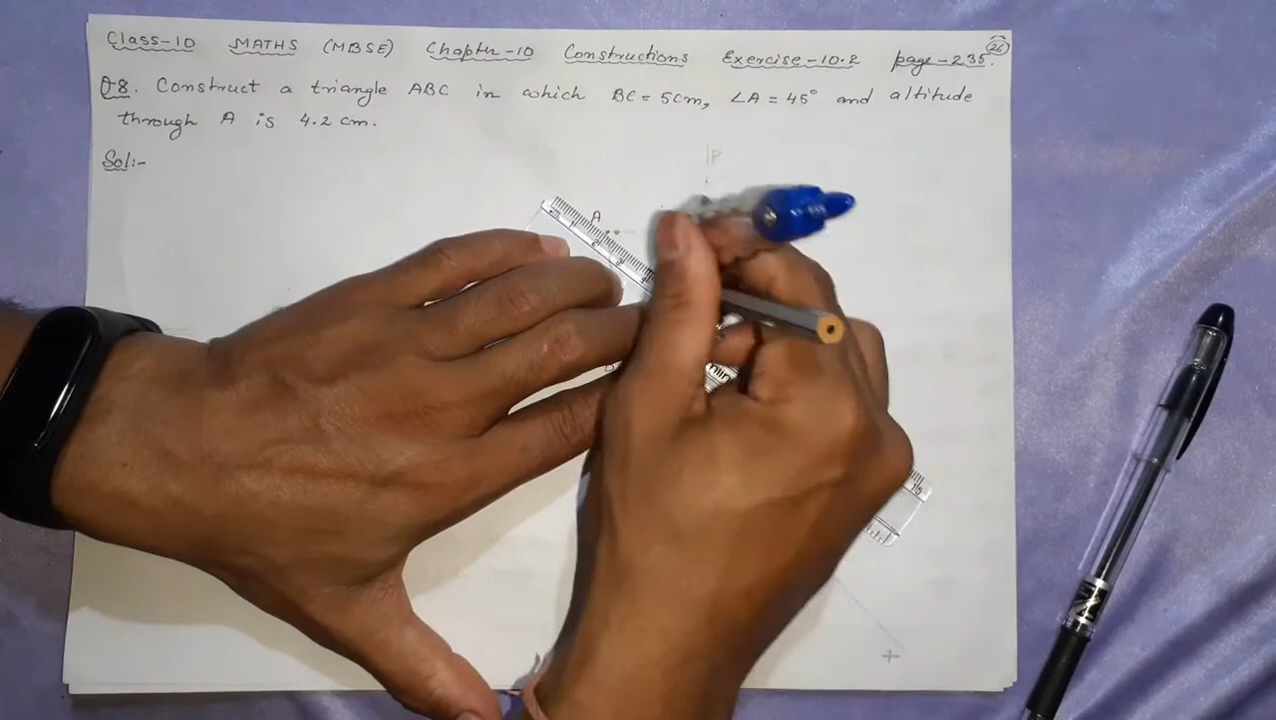 26
Class-10 MATHS (MBSE) Chapter-10 Constructions Exercise-10.2 page-235.
Q8. Construct a triangle ABC in which BC = 5cm, ∠A = 45° and altitude
through A is 4.2 cm.
Sol:-
P
A
B
15